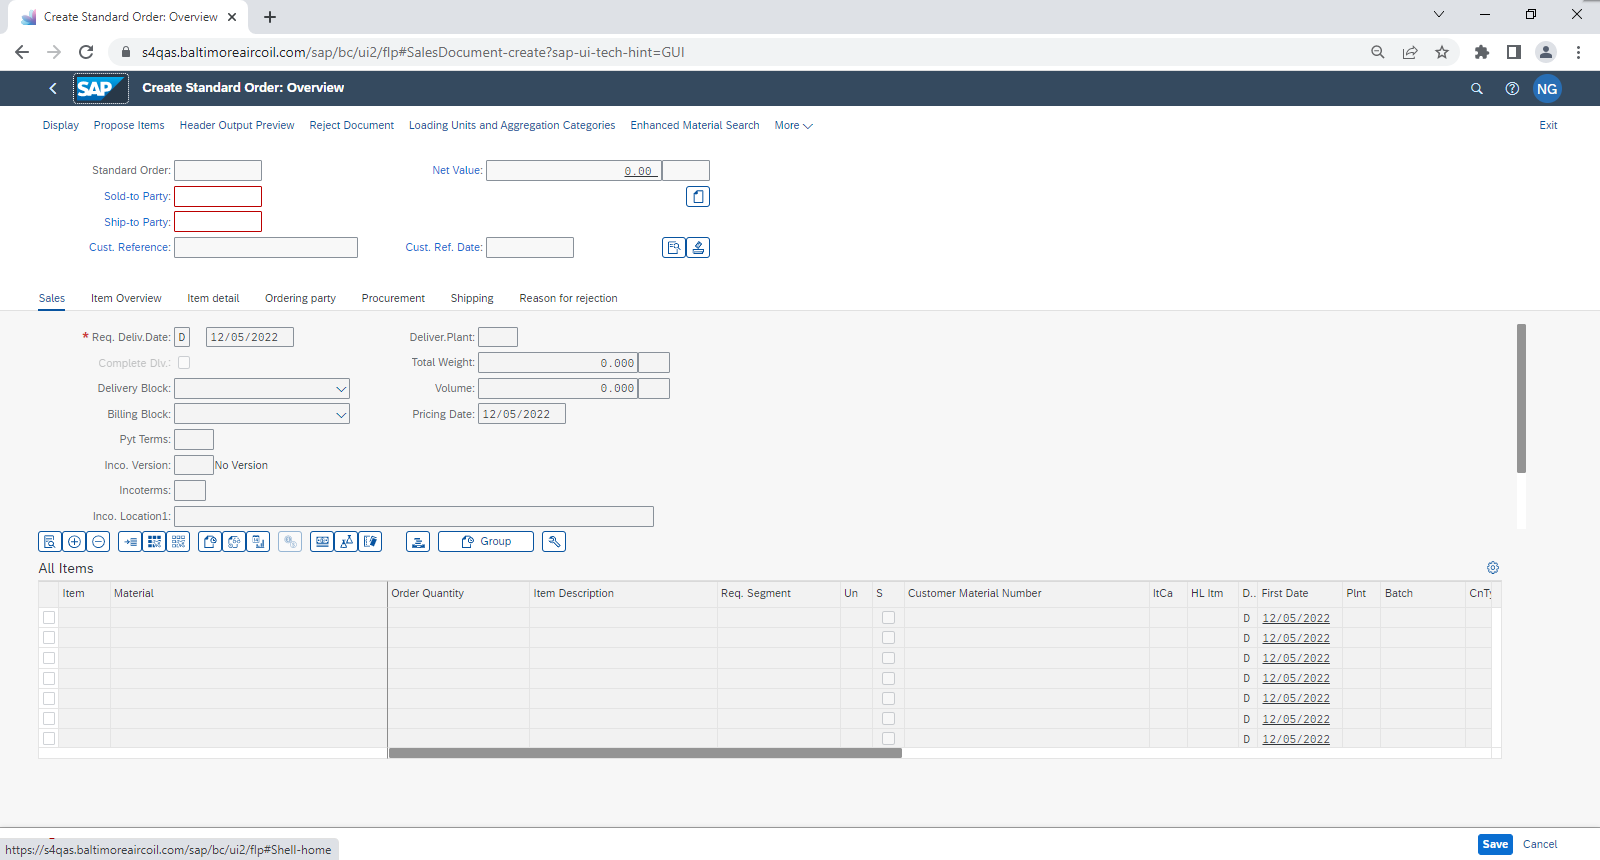 Create Standard Order: Overview
s4qas.baltimoreaircoil.com/sap/bc/ui2/flp#SalesDocument-create?sap-ui-tech-hint=GUI
SAP Create Standard Order: Overview NG
Display Propose Items Header Output Preview Reject Document Loading Units and Aggregation Categories Enhanced Material Search More Exit
Standard Order: Net Value: 0.00
Sold-to Party:
Ship-to Party:
Cust. Reference: Cust. Ref. Date:
Sales Item Overview Item detail Ordering party Procurement Shipping Reason for rejection
* Req. Deliv.Date: D 12/05/2022 Deliver.Plant:
Complete Dlv.: Total Weight: 0.000
Delivery Block: Volume: 0.000
Billing Block: Pricing Date: 12/05/2022
Pyt Terms:
Inco. Version: No Version
Incoterms:
Inco. Location1:
Group
All Items
Item Material Order Quantity Item Description Req. Segment Un S Customer Material Number ItCa HL Itm D.. First Date Plnt Batch CnTy
D 12/05/2022
D 12/05/2022
D 12/05/2022
D 12/05/2022
D 12/05/2022
D 12/05/2022
D 12/05/2022
Save Cancel
https://s4qas.baltimoreaircoil.com/sap/bc/ui2/flp#Shell-home